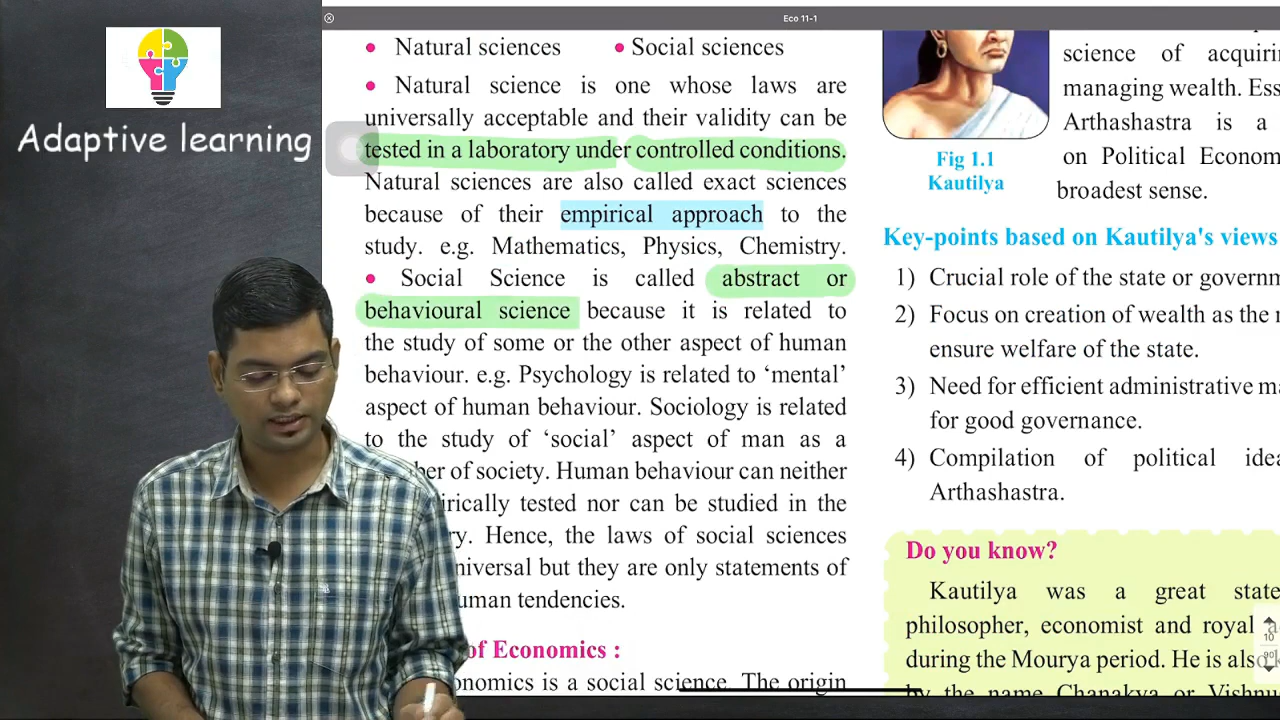 Eco 11-1
Adaptive learning
• Natural sciences • Social sciences
• Natural science is one whose laws are
universally acceptable and their validity can be
tested in a laboratory under controlled conditions.
Natural sciences are also called exact sciences
because of their empirical approach to the
study. e.g. Mathematics, Physics, Chemistry.
• Social Science is called abstract or
behavioural science because it is related to
the study of some or the other aspect of human
behaviour. e.g. Psychology is related to ‘mental’
aspect of human behaviour. Sociology is related
to the study of ‘social’ aspect of man as a
ber of society. Human behaviour can neither
irically tested nor can be studied in the
ry. Hence, the laws of social sciences
niversal but they are only statements of
uman tendencies.
of Economics :
nomics is a social science. The origin
science of
managing wealth.
Arthashastra is a
on Political
broadest sense.
Fig 1.1
Kautilya
Key-points based on Kautilya's views
1) Crucial role of the state or
2) Focus on creation of wealth as the
ensure welfare of the state.
3) Need for efficient administrative
for good governance.
4) Compilation of political
Arthashastra.
Do you know?
Kautilya was a great
philosopher, economist and royal
during the Mourya period. He is
by the name Chanakya or
10
90